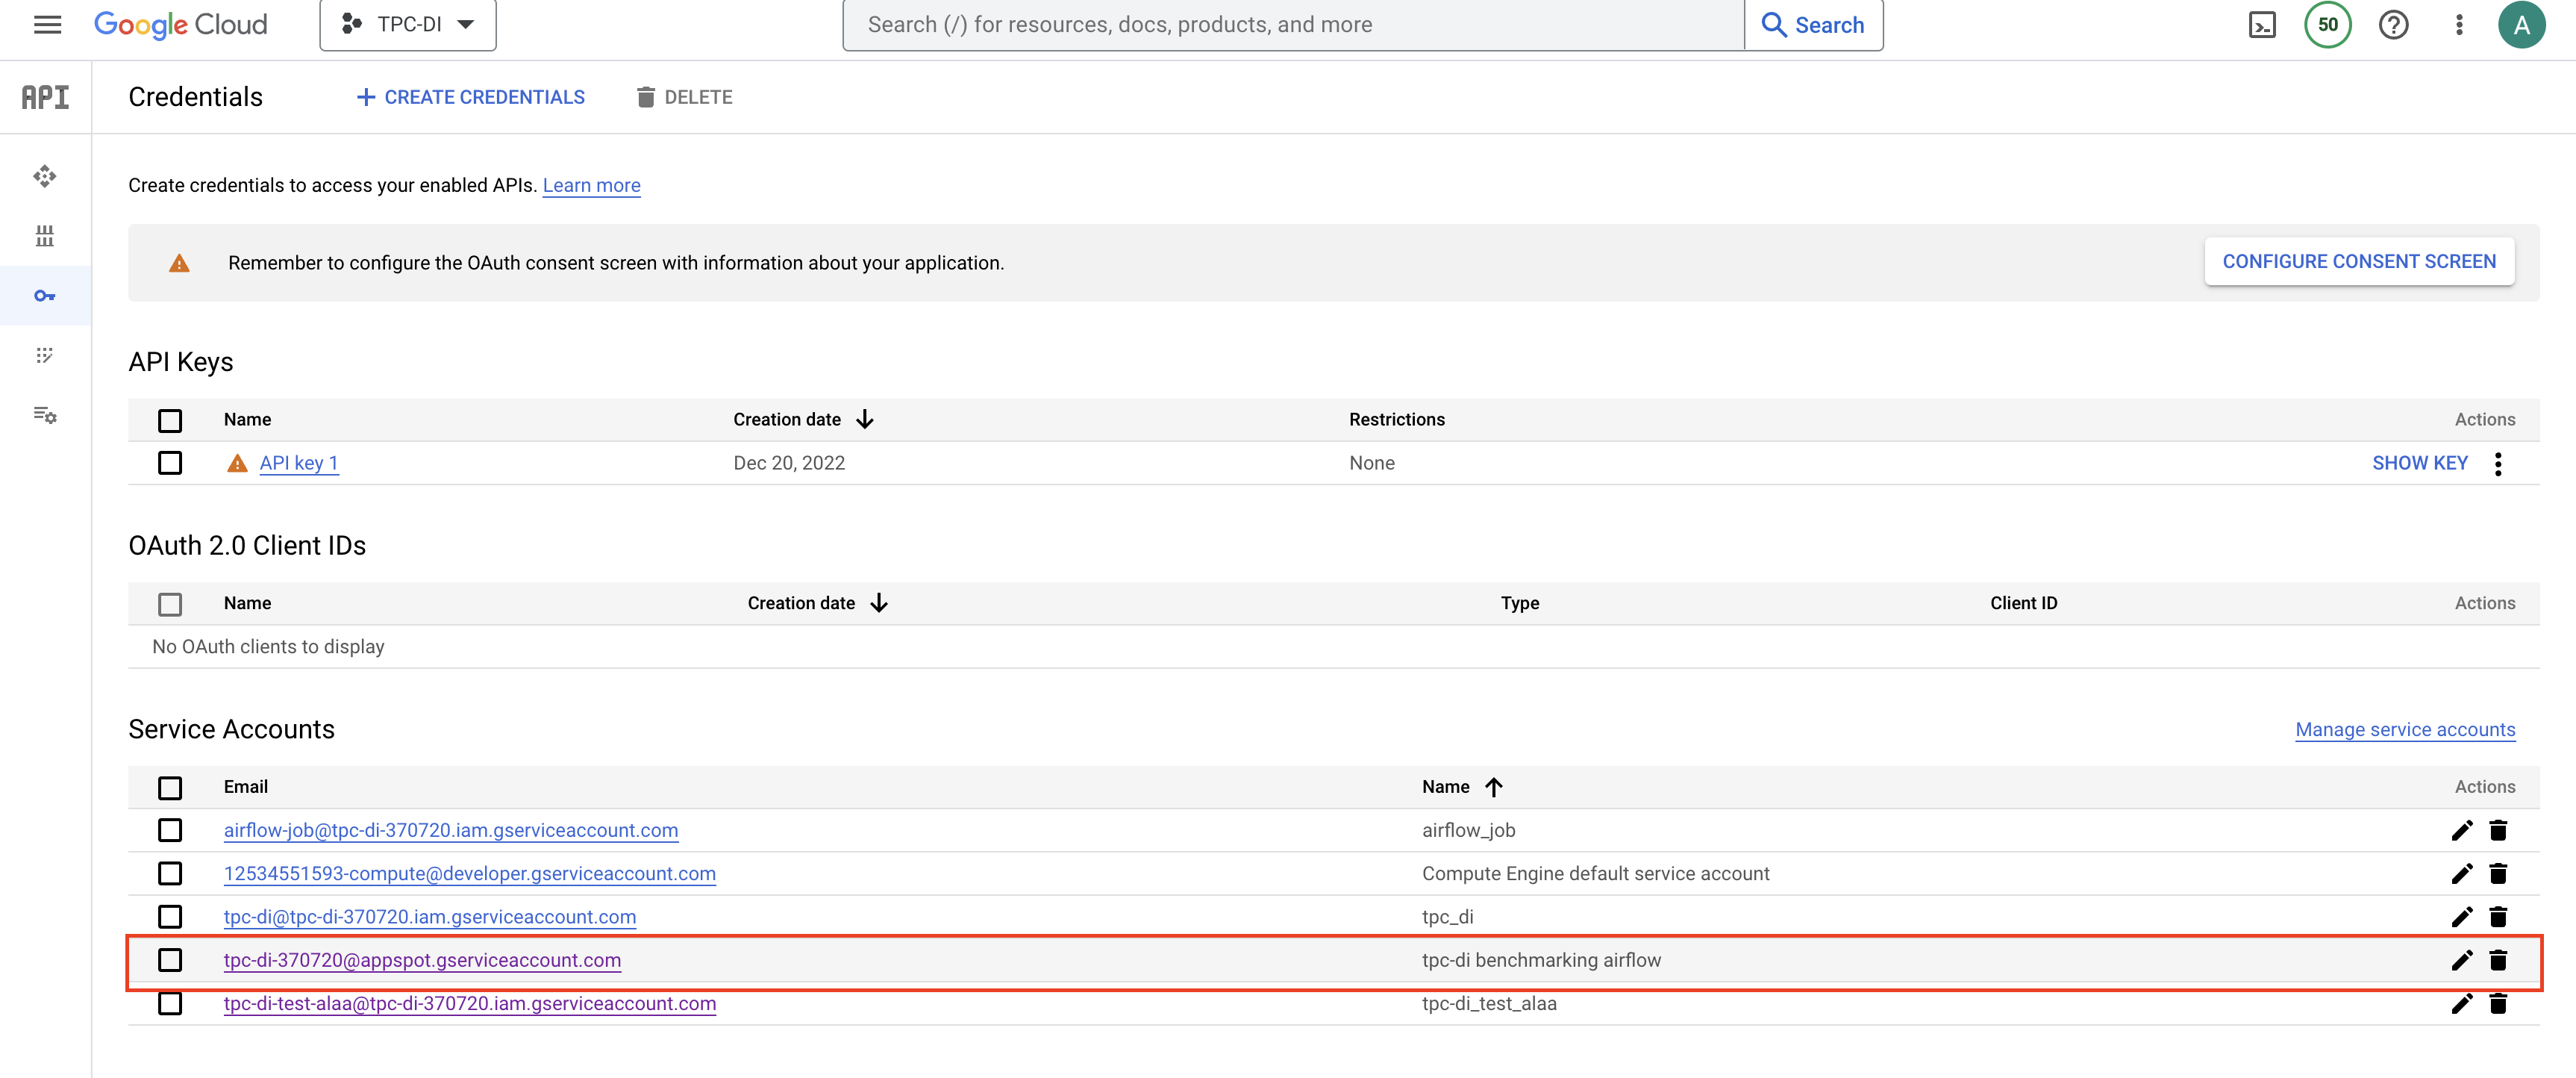 Google Cloud TPC-DI Search (/) for resources, docs, products, and more Search 50 A
API Credentials CREATE CREDENTIALS DELETE
Create credentials to access your enabled APIs. Learn more
Remember to configure the OAuth consent screen with information about your application. CONFIGURE CONSENT SCREEN
API Keys
Name Creation date Restrictions Actions
API key 1 Dec 20, 2022 None SHOW KEY
OAuth 2.0 Client IDs
Name Creation date Type Client ID Actions
No OAuth clients to display
Service Accounts Manage service accounts
Email Name Actions
airflow-job@tpc-di-370720.iam.gserviceaccount.com airflow_job
12534551593-compute@developer.gserviceaccount.com Compute Engine default service account
tpc-di@tpc-di-370720.iam.gserviceaccount.com tpc_di
tpc-di-370720@appspot.gserviceaccount.com tpc-di benchmarking airflow
tpc-di-test-alaa@tpc-di-370720.iam.gserviceaccount.com tpc-di_test_alaa